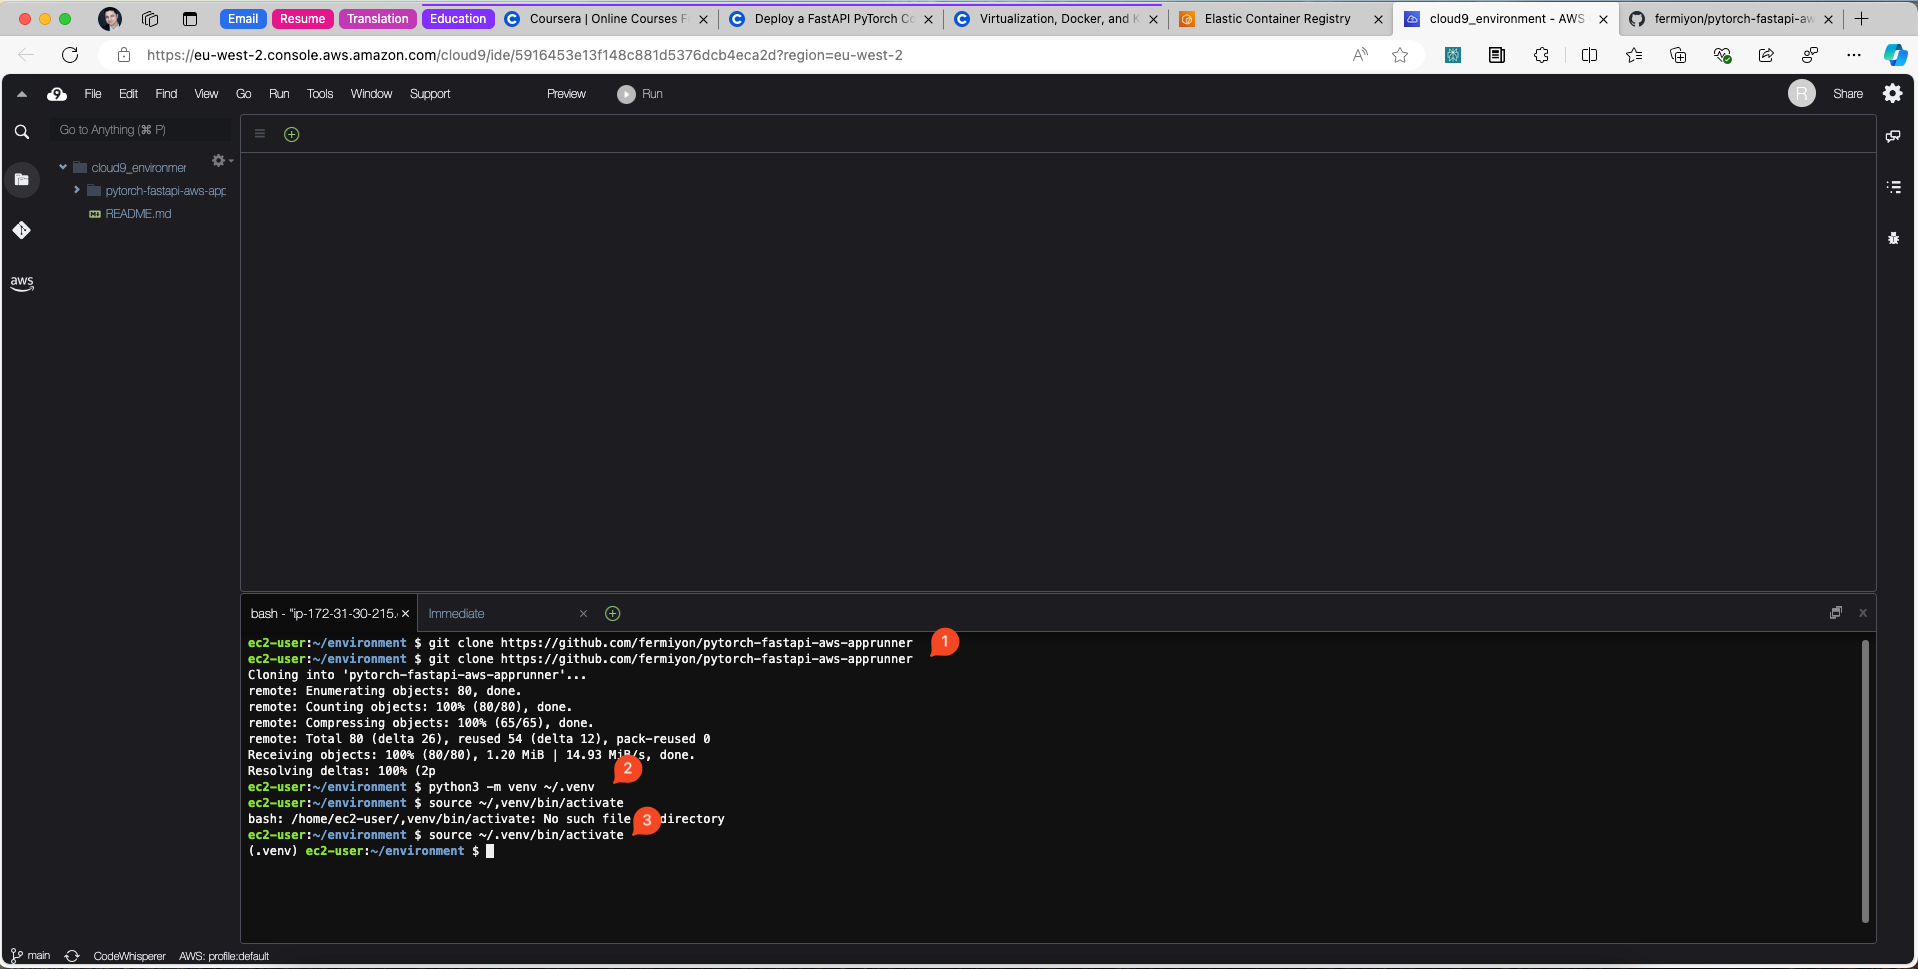 Email Resume Translation Education Coursera | Online Courses F Deploy a FastAPI PyTorch Co Virtualization, Docker, and K Elastic Container Registry cloud9_environment - AWS fermiyon/pytorch-fastapi-aw
https://eu-west-2.console.aws.amazon.com/cloud9/ide/5916453e13f148c881d5376dcb4eca2d?region=eu-west-2
9 File Edit Find View Go Run Tools Window Support Preview Run R Share
Go to Anything (⌘ P)
cloud9_environmer
pytorch-fastapi-aws-app
README.md
aws
bash - "ip-172-31-30-215. Immediate
ec2-user:~/environment $ git clone https://github.com/fermiyon/pytorch-fastapi-aws-apprunner 1
ec2-user:~/environment $ git clone https://github.com/fermiyon/pytorch-fastapi-aws-apprunner
Cloning into 'pytorch-fastapi-aws-apprunner'...
remote: Enumerating objects: 80, done.
remote: Counting objects: 100% (80/80), done.
remote: Compressing objects: 100% (65/65), done.
remote: Total 80 (delta 26), reused 54 (delta 12), pack-reused 0
Receiving objects: 100% (80/80), 1.20 MiB | 14.93 MiB/s, done.
Resolving deltas: 100% (2p 2
ec2-user:~/environment $ python3 -m venv ~/.venv
ec2-user:~/environment $ source ~/,venv/bin/activate
bash: /home/ec2-user/,venv/bin/activate: No such file directory 3
ec2-user:~/environment $ source ~/.venv/bin/activate
(.venv) ec2-user:~/environment $
main CodeWhisperer AWS: profile:default